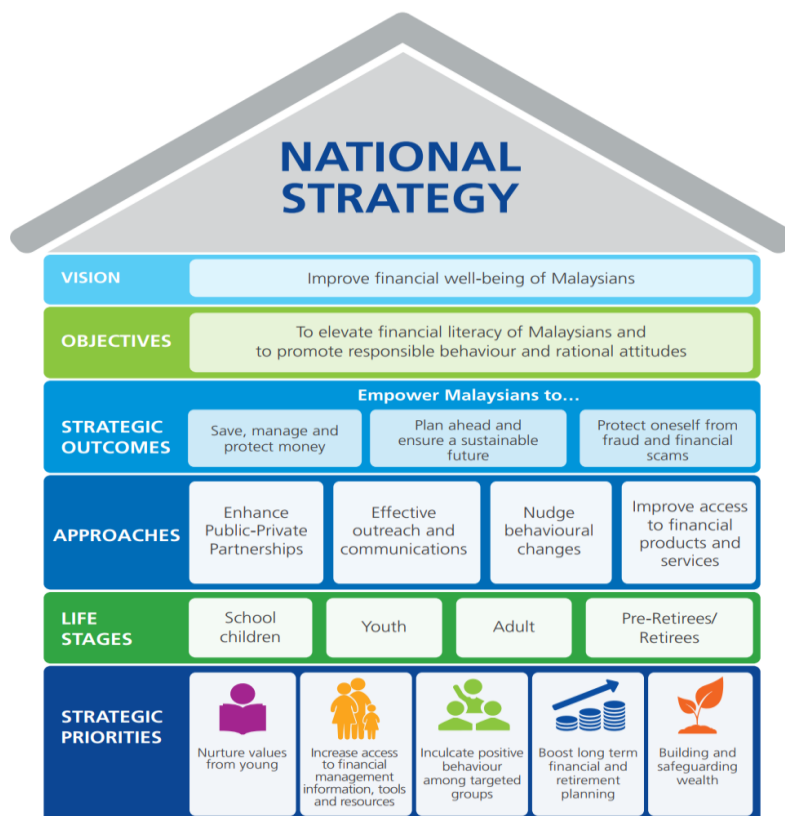 NATIONAL
STRATEGY
VISION
Improve financial well-being of Malaysians
OBJECTIVES
To elevate financial literacy of Malaysians and
to promote responsible behaviour and rational attitudes
STRATEGIC
OUTCOMES
Empower Malaysians to...
Save, manage and
protect money
Plan ahead and
ensure a sustainable
future
Protect oneself from
fraud and financial
scams
APPROACHES
Enhance
Public-Private
Partnerships
Effective
outreach and
communications
Nudge
behavioural
changes
Improve access
to financial
products and
services
LIFE
STAGES
School
children
Youth
Adult
Pre-Retirees/
Retirees
STRATEGIC
PRIORITIES
Nurture values
from young
Increase access
to financial
management
information, tools
and resources
Inculcate positive
behaviour
among targeted
groups
Boost long term
financial and
retirement
planning
Building and
safeguarding
wealth